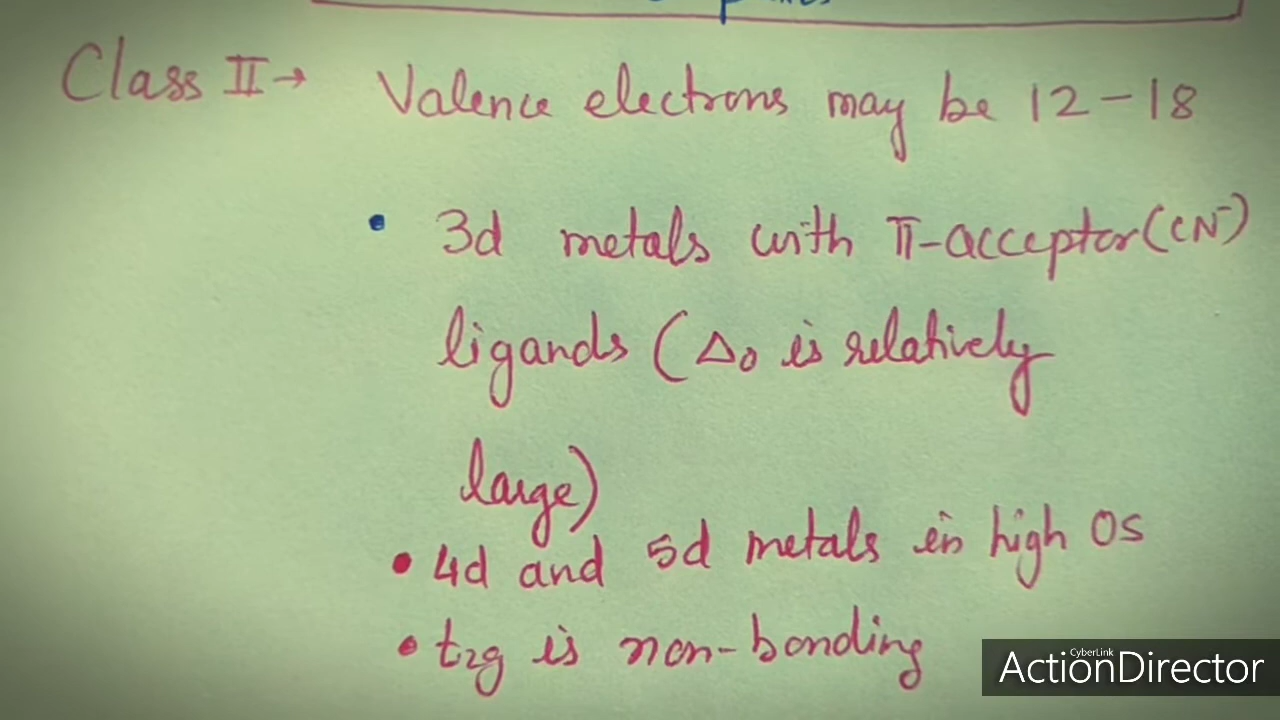 Class II→ Valence electrons may be 12-18
• 3d metals with π-acceptor (CN⁻)
ligands (Δo is relatively
large)
• 4d and 5d metals in high OS
• t₂g is non-bonding
CyberLink
ActionDirector